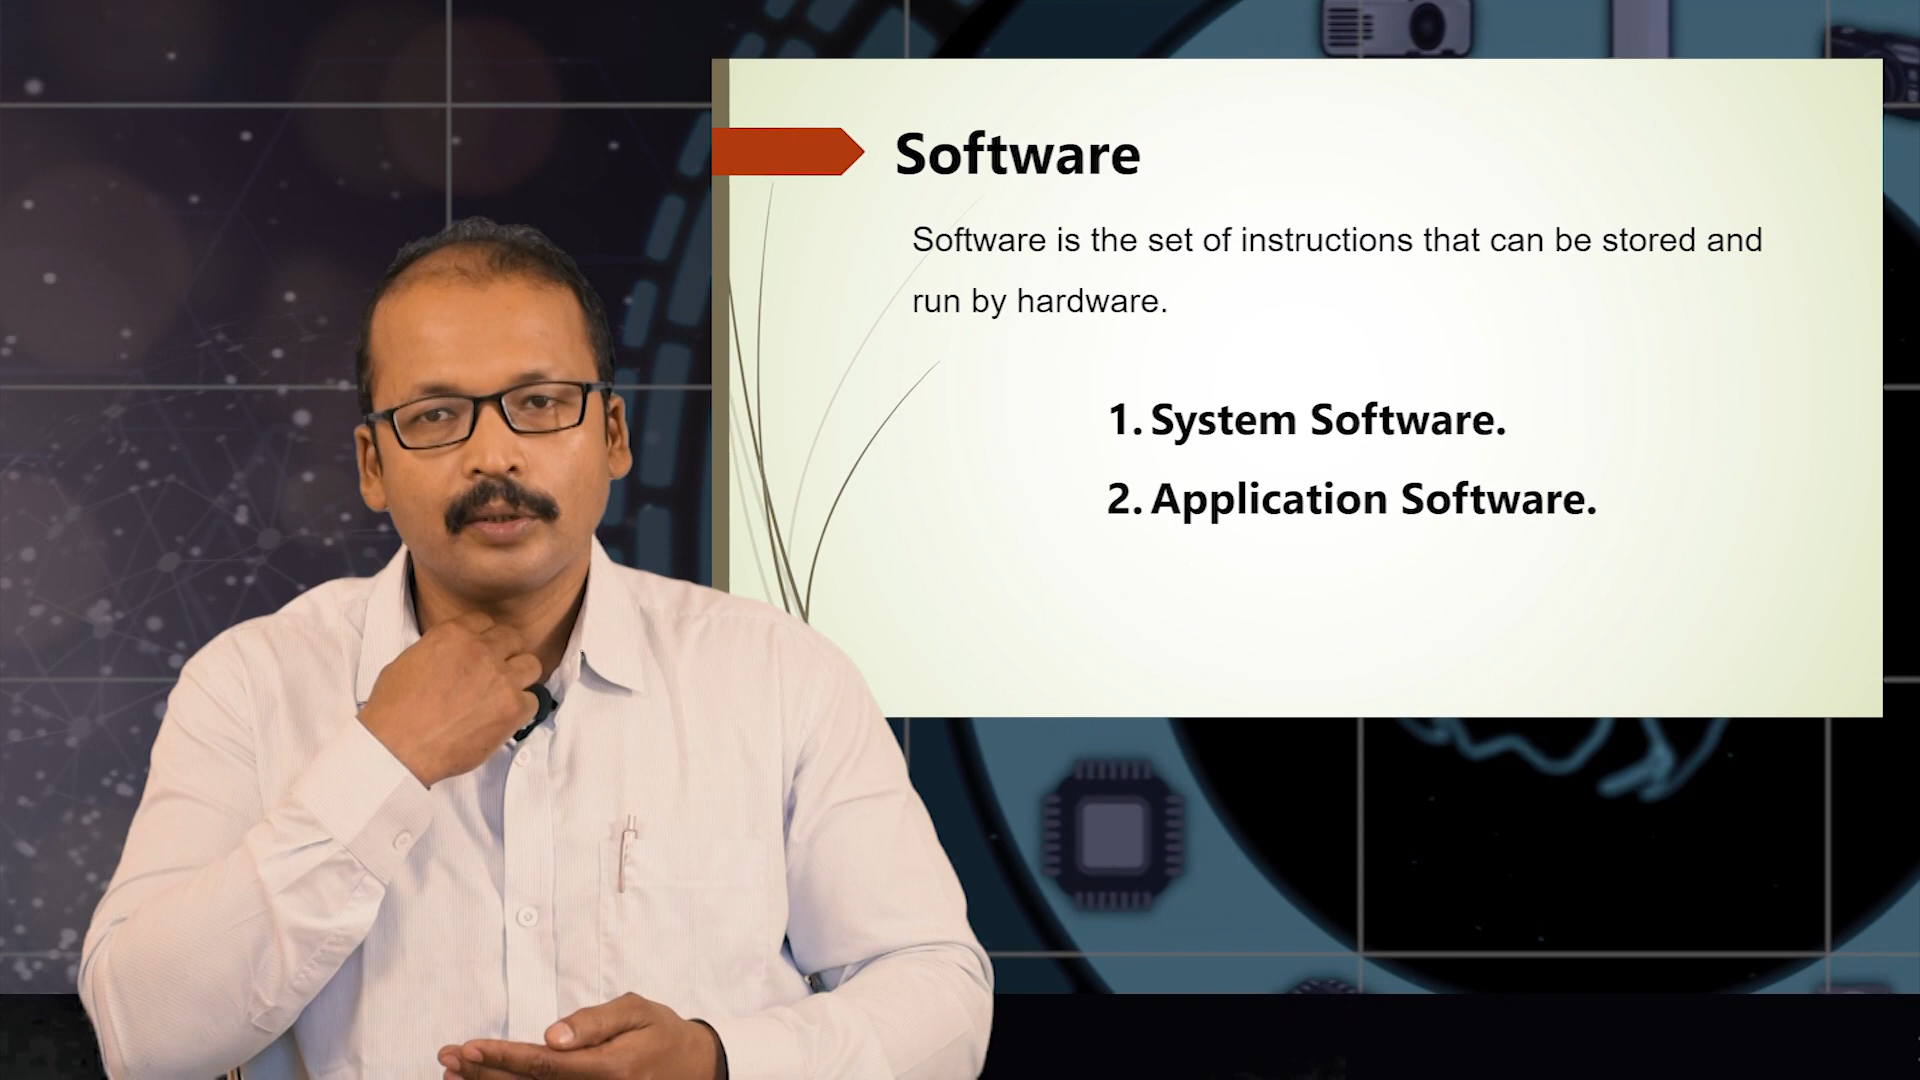 Software
Software is the set of instructions that can be stored and
run by hardware.
1. System Software.
2. Application Software.